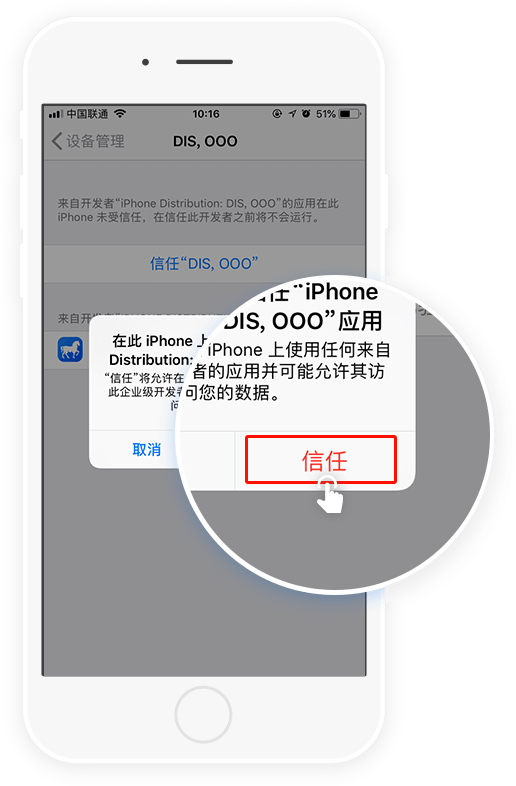 中国联通
10:16
51%
设备管理
DIS, OOO
来自开发者“iPhone Distribution: DIS, OOO”的应用在此
iPhone 未受信任，在信任此开发者之前将不会运行。
信任“DIS, OOO”
来自开发者
在此 iPhone 上
Distribution:
“信任”将允许在
此企业级开发者
问
取消
任“iPhone
DIS, OOO”应用
iPhone 上使用任何来自
者的应用并可能允许其访
问您的数据。
信任